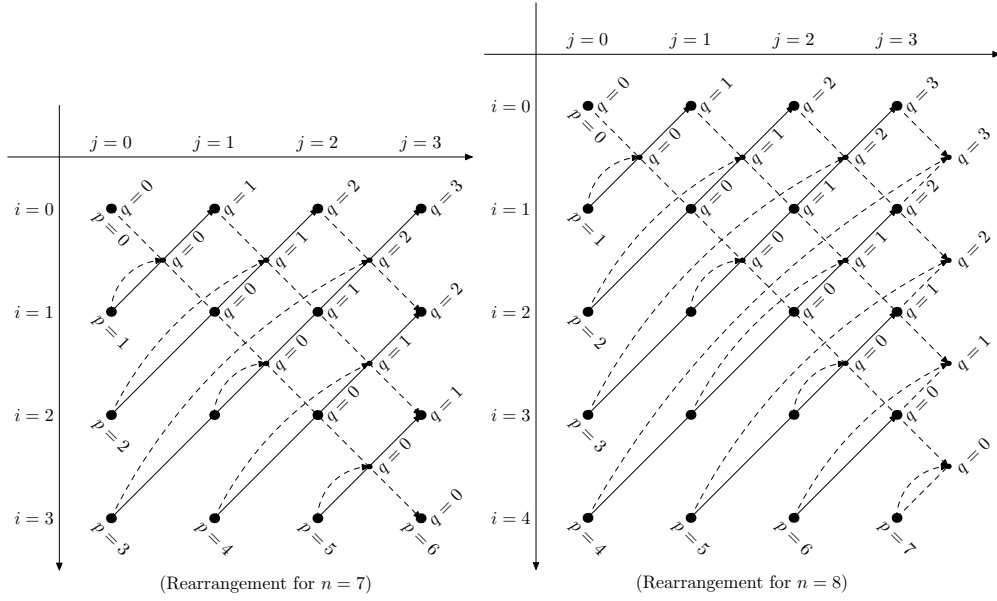 j = 0 j = 1 j = 2 j = 3
q = 0 q = 1 q = 2 q = 3
i = 0
p = 0
q = 0 q = 1 q = 2
i = 1
q = 0 q = 1 q = 2
p = 1
q = 0 q = 1
i = 2
q = 0 q = 1
p = 2
q = 0
i = 3
q = 0
p = 3 p = 4 p = 5 p = 6
(Rearrangement for n = 7)
j = 0 j = 1 j = 2 j = 3
q = 0 q = 1 q = 2 q = 3
i = 0
p = 0
q = 0 q = 1 q = 2 q = 3
i = 1
q = 0 q = 1 q = 2
p = 1
q = 0 q = 1 q = 2
i = 2
q = 0 q = 1
p = 2
q = 0 q = 1
i = 3
q = 0
p = 3
q = 0
i = 4
p = 4 p = 5 p = 6 p = 7
(Rearrangement for n = 8)